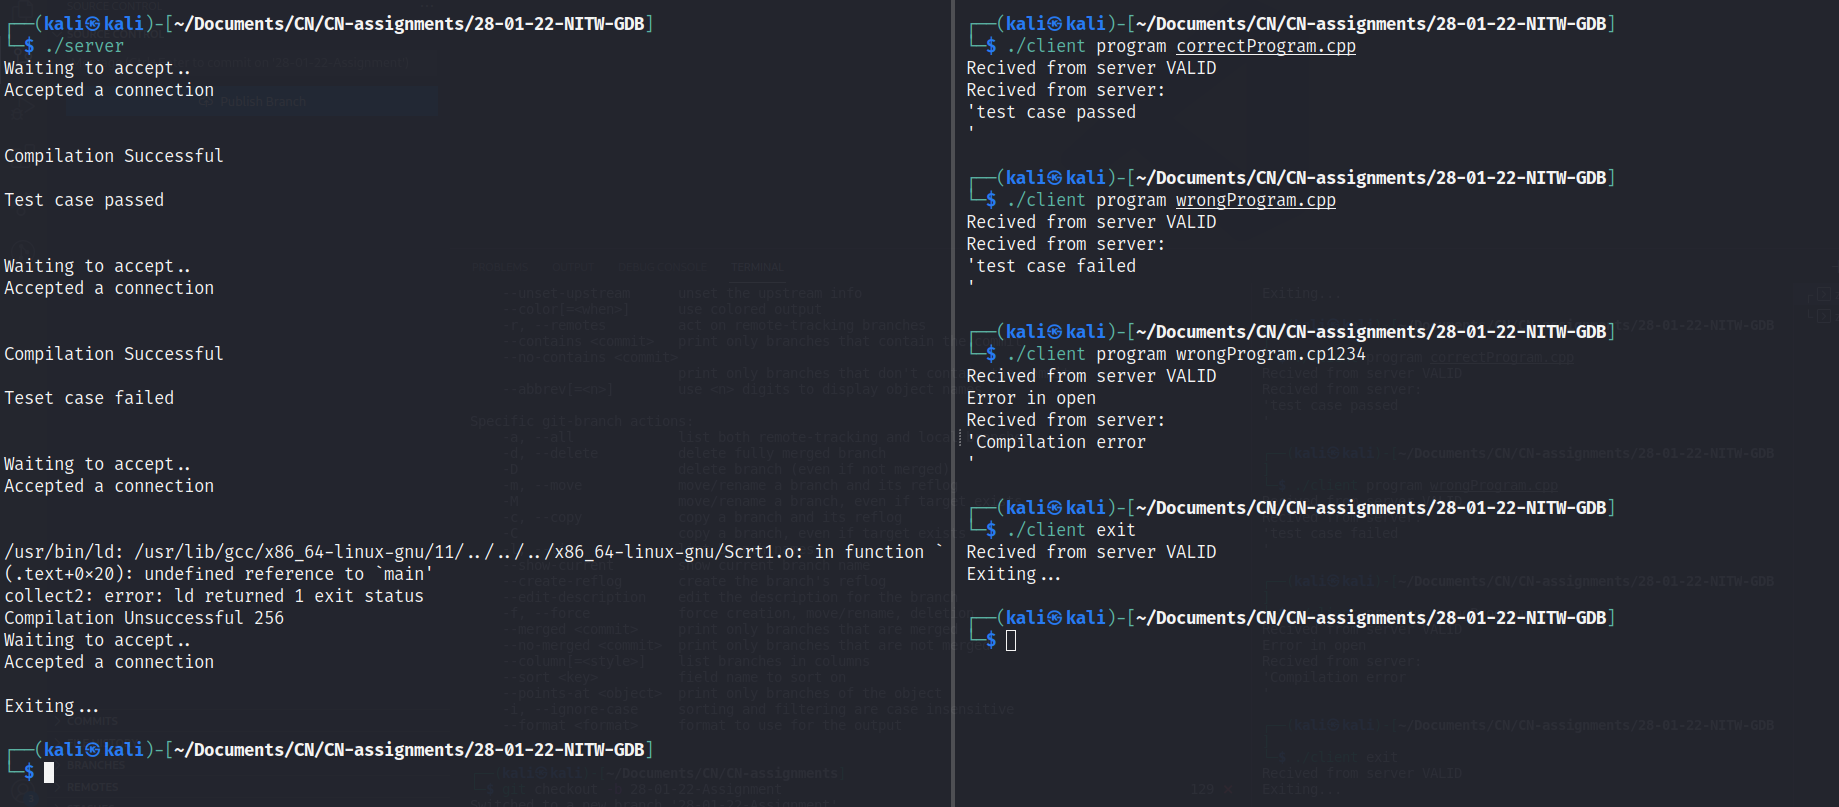 ┌──(kali㉿kali)-[~/Documents/CN/CN-assignments/28-01-22-NITW-GDB]
└─$ ./server
Waiting to accept..
Accepted a connection
Compilation Successful
Test case passed
Waiting to accept..
Accepted a connection
Compilation Successful
Teset case failed
Waiting to accept..
Accepted a connection
/usr/bin/ld: /usr/lib/gcc/x86_64-linux-gnu/11/../../../x86_64-linux-gnu/Scrt1.o: in function `
(.text+0×20): undefined reference to `main'
collect2: error: ld returned 1 exit status
Compilation Unsuccessful 256
Waiting to accept..
Accepted a connection
Exiting...
┌──(kali㉿kali)-[~/Documents/CN/CN-assignments/28-01-22-NITW-GDB]
└─$
┌──(kali㉿kali)-[~/Documents/CN/CN-assignments/28-01-22-NITW-GDB]
└─$ ./client program correctProgram.cpp
Recived from server VALID
Recived from server:
'test case passed
'
┌──(kali㉿kali)-[~/Documents/CN/CN-assignments/28-01-22-NITW-GDB]
└─$ ./client program wrongProgram.cpp
Recived from server VALID
Recived from server:
'test case failed
'
┌──(kali㉿kali)-[~/Documents/CN/CN-assignments/28-01-22-NITW-GDB]
└─$ ./client program wrongProgram.cp1234
Recived from server VALID
Error in open
Recived from server:
'Compilation error
'
┌──(kali㉿kali)-[~/Documents/CN/CN-assignments/28-01-22-NITW-GDB]
└─$ ./client exit
Recived from server VALID
Exiting...
┌──(kali㉿kali)-[~/Documents/CN/CN-assignments/28-01-22-NITW-GDB]
└─$